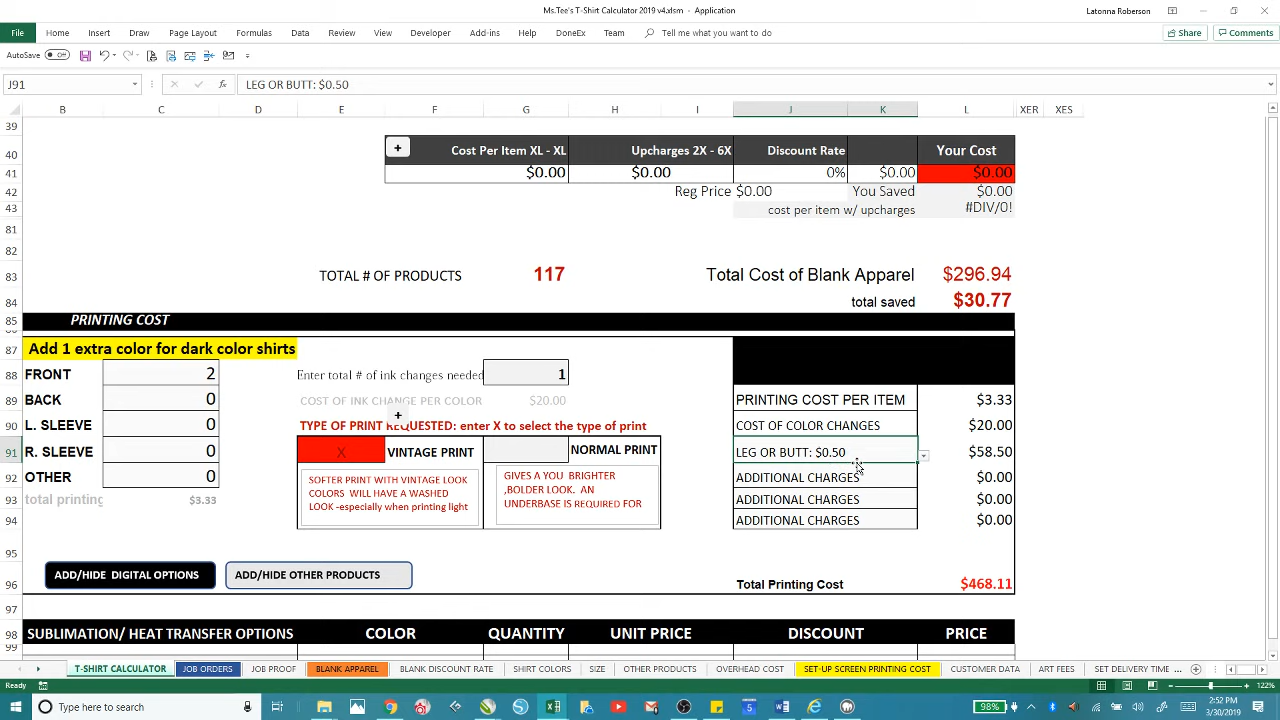 Ms.Tee's T-Shirt Calculator 2019 v4.xlsm - Application
Latonna Roberson
File Home Insert Draw Page Layout Formulas Data Review View Developer Add-ins Help DoneEx Team Tell me what you want to do Share Comments
AutoSave Off
J91 fx LEG OR BUTT: $0.50
B C D E F G H I J K L XER XES
39
40 + Cost Per Item XL - XL Upcharges 2X - 6X Discount Rate Your Cost
41 $0.00 $0.00 0% $0.00 $0.00
42 Reg Price $0.00 You Saved $0.00
43 cost per item w/ upcharges #DIV/0!
81
82
83 TOTAL # OF PRODUCTS 117 Total Cost of Blank Apparel $296.94
84 total saved $30.77
85 PRINTING COST
87 Add 1 extra color for dark color shirts
88 FRONT 2 Enter total # of ink changes needed 1
89 BACK 0 COST OF INK CHANGE PER COLOR $20.00 PRINTING COST PER ITEM $3.33
90 L. SLEEVE 0 + TYPE OF PRINT REQUESTED: enter X to select the type of print COST OF COLOR CHANGES $20.00
91 R. SLEEVE 0 X VINTAGE PRINT NORMAL PRINT LEG OR BUTT: $0.50 $58.50
92 OTHER 0 ADDITIONAL CHARGES $0.00
SOFTER PRINT WITH VINTAGE LOOK
COLORS WILL HAVE A WASHED
LOOK -especially when printing light
GIVES A YOU BRIGHTER
,BOLDER LOOK. AN
UNDERBASE IS REQUIRED FOR
93 total printing $3.33 ADDITIONAL CHARGES $0.00
94 ADDITIONAL CHARGES $0.00
95
96 ADD/HIDE DIGITAL OPTIONS ADD/HIDE OTHER PRODUCTS Total Printing Cost $468.11
97
98 SUBLIMATION/ HEAT TRANSFER OPTIONS COLOR QUANTITY UNIT PRICE DISCOUNT PRICE
99
T-SHIRT CALCULATOR JOB ORDERS JOB PROOF BLANK APPAREL BLANK DISCOUNT RATE SHIRT COLORS SIZE OTHER PRODUCTS OVERHEAD COST SET-UP SCREEN PRINTING COST CUSTOMER DATA ART FEES SET DELIVERY TIME ...
Ready 122%
Type here to search 98% 2:52 PM
3/30/2019